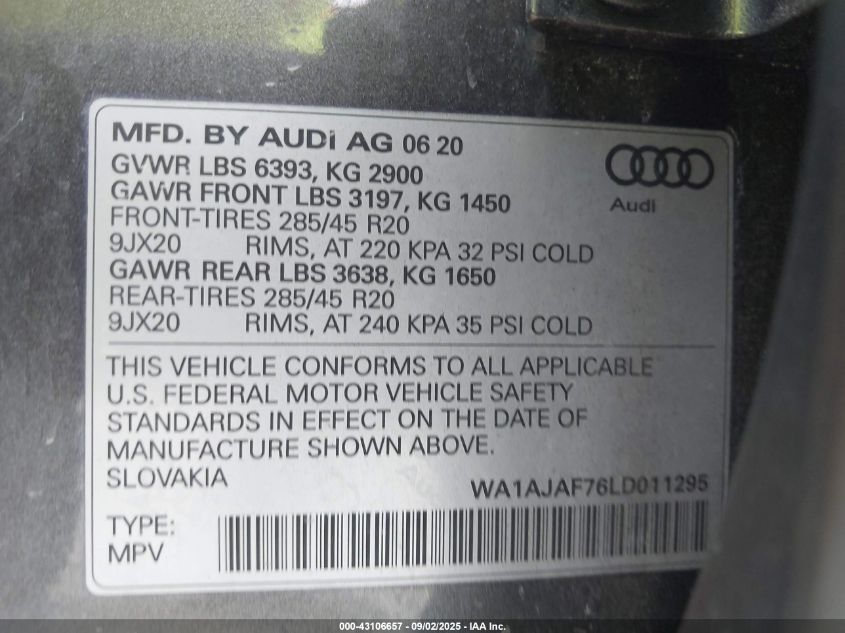 MFD. BY AUDI AG 06 20
GVWR LBS 6393, KG 2900
GAWR FRONT LBS 3197, KG 1450
FRONT-TIRES 285/45 R20
9JX20 RIMS, AT 220 KPA 32 PSI COLD
GAWR REAR LBS 3638, KG 1650
REAR-TIRES 285/45 R20
9JX20 RIMS, AT 240 KPA 35 PSI COLD
Audi
THIS VEHICLE CONFORMS TO ALL APPLICABLE
U.S. FEDERAL MOTOR VEHICLE SAFETY
STANDARDS IN EFFECT ON THE DATE OF
MANUFACTURE SHOWN ABOVE.
SLOVAKIA WA1AJAF76LD011295
TYPE:
MPV
000-43106657 - 09/02/2025 - IAA Inc.